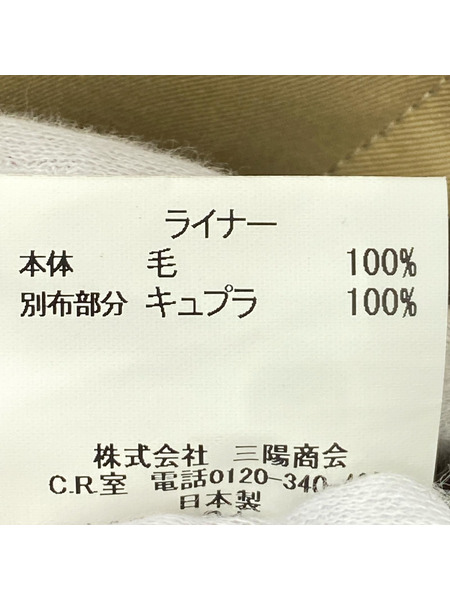 ライナー
本体 毛 100%
別布部分 キュプラ 100%
株式会社 三陽商会
C.R.室 電話0120-340-
日本製